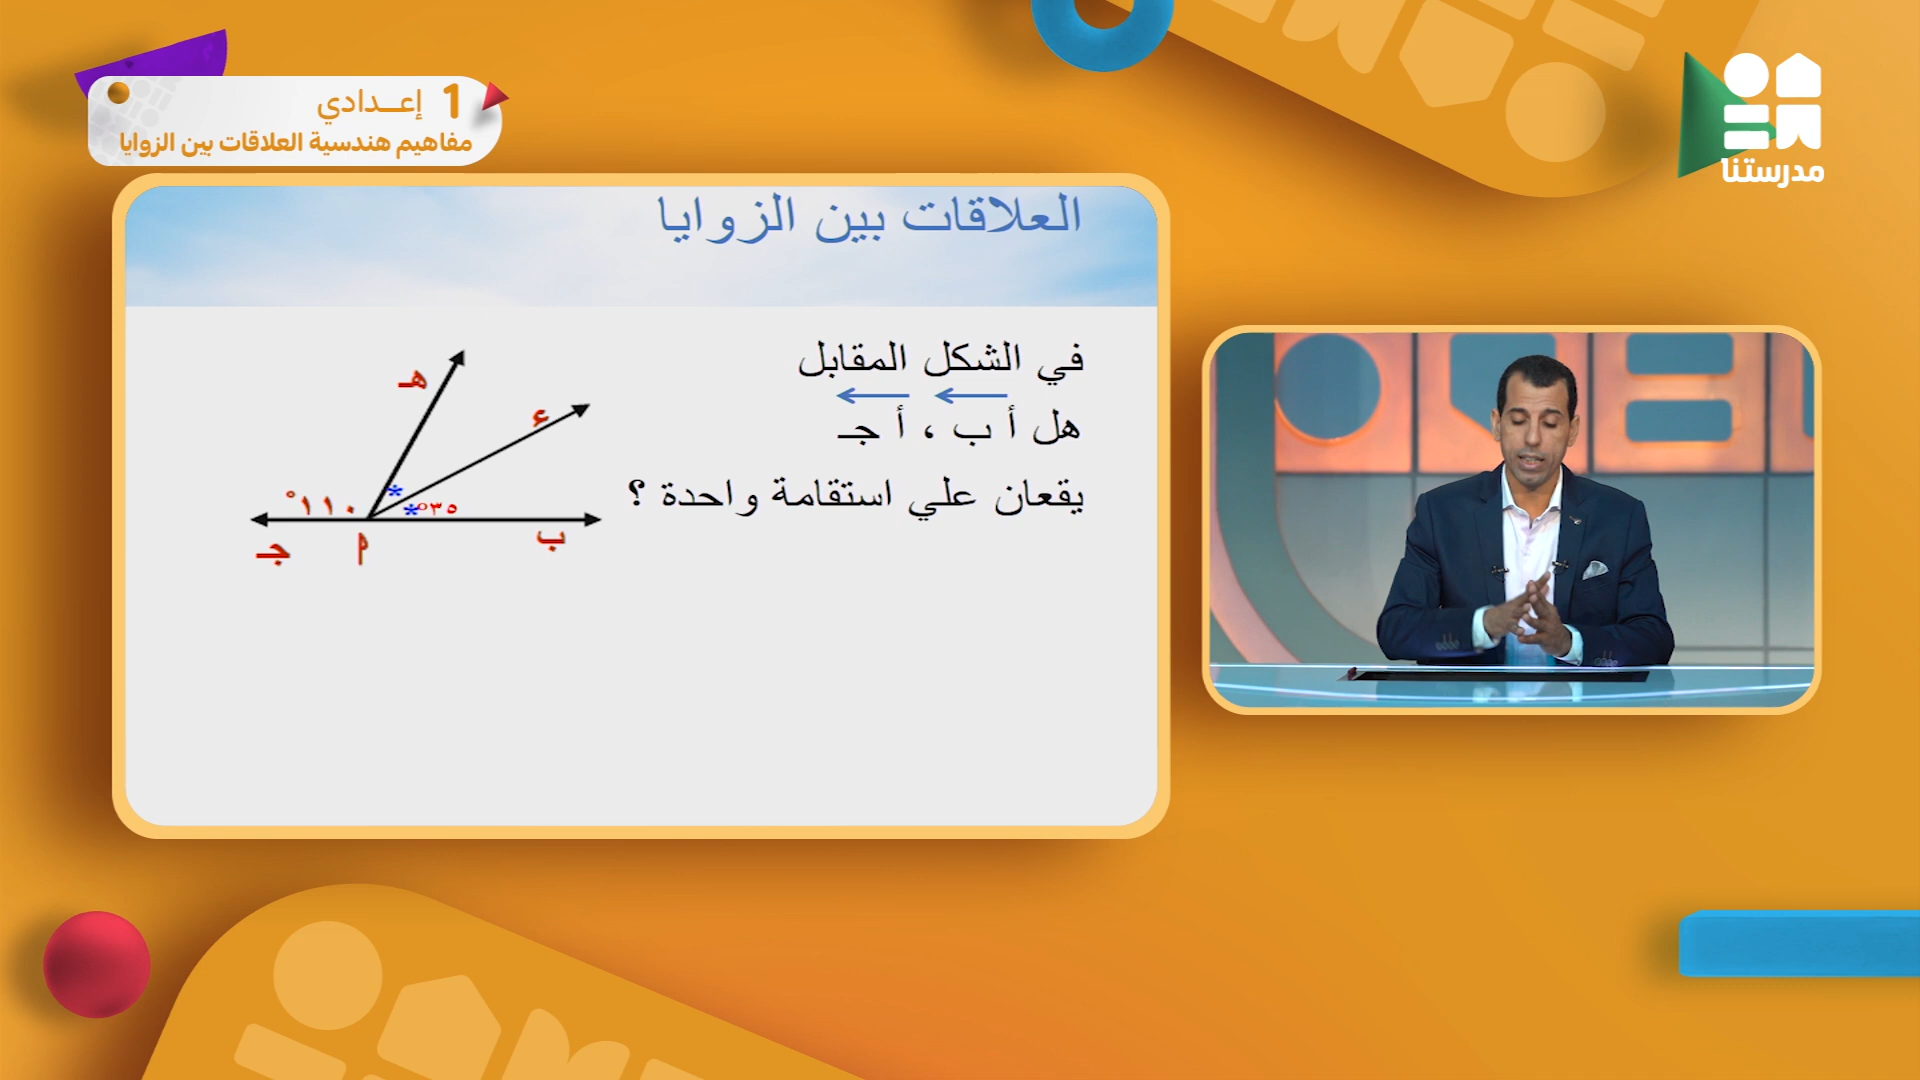 1 إعـدادي
مفاهيم هندسية العلاقات بين الزوايا
مدرستنا
العلاقات بين الزوايا
في الشكل المقابل
هل أ ب ، أ جـ
يقعان علي استقامة واحدة ؟
هـ
ء
١١٠°
٣٥°
جـ
أ
ب